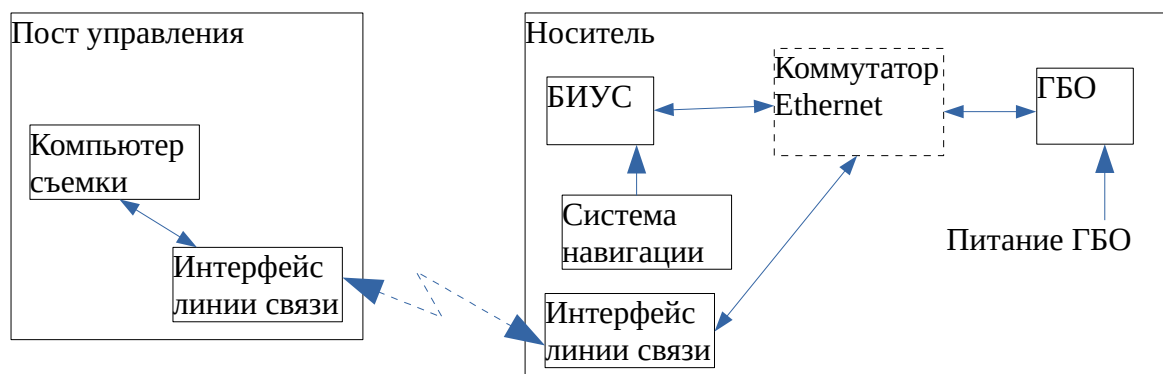 Пост управления
Компьютер
съемки
Интерфейс
линии связи
Носитель
БИУС
Коммутатор
Ethernet
ГБО
Система
навигации
Питание ГБО
Интерфейс
линии связи